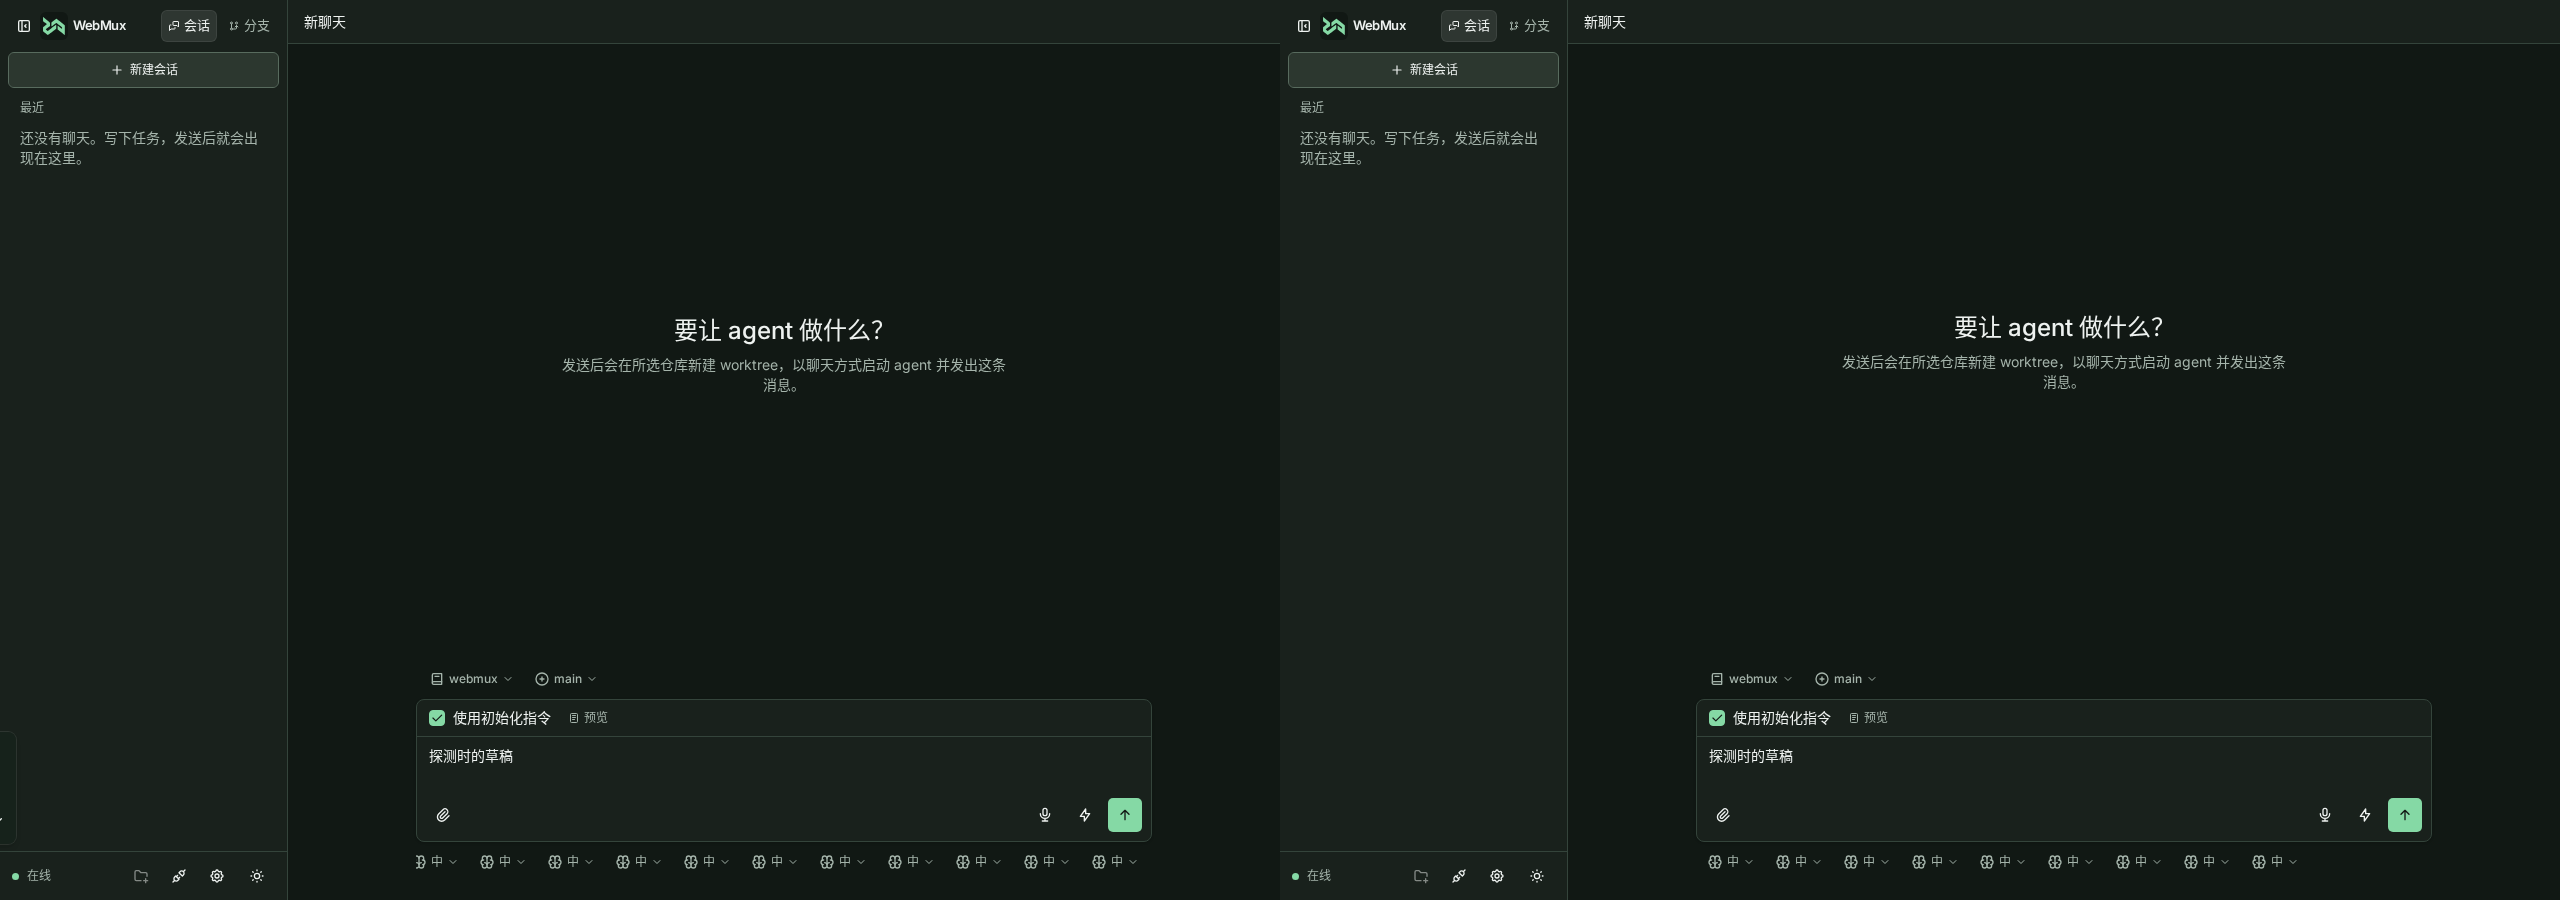 WebMux
会话
分支
新建会话
最近
还没有聊天。写下任务，发送后就会出
现在这里。
在线
新聊天
要让 agent 做什么？
发送后会在所选仓库新建 worktree，以聊天方式启动 agent 并发出这条
消息。
webmux
main
使用初始化指令
预览
探测时的草稿
中 中 中 中 中 中 中 中 中 中 中
WebMux
会话
分支
新建会话
最近
还没有聊天。写下任务，发送后就会出
现在这里。
在线
新聊天
要让 agent 做什么？
发送后会在所选仓库新建 worktree，以聊天方式启动 agent 并发出这条
消息。
webmux
main
使用初始化指令
预览
探测时的草稿
中 中 中 中 中 中 中 中 中